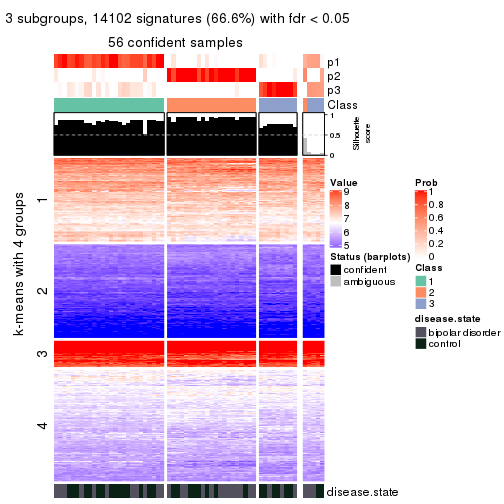 3 subgroups, 14102 signatures (66.6%) with fdr < 0.05
56 confident samples
p1
p2
p3
Class
1
0.5
0
Silhouette
score
k-means with 4 groups
1
2
3
4
disease.state
Value
9
8
7
6
5
Status (barplots)
confident
ambiguous
Prob
1
0.8
0.6
0.4
0.2
0
Class
1
2
3
disease.state
bipolar disorder
control